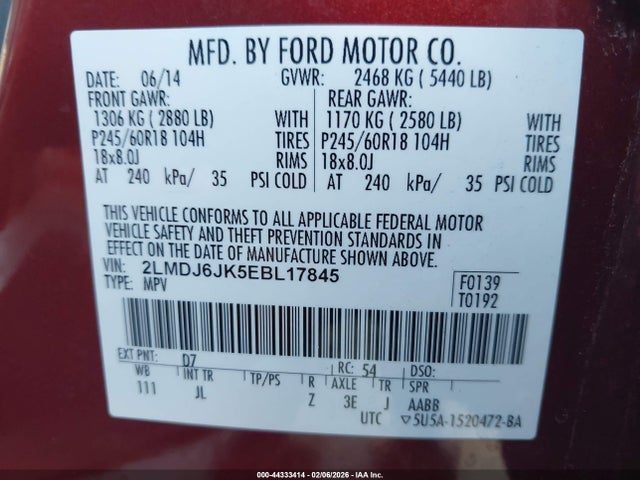 MFD. BY FORD MOTOR CO.
DATE: 06/14 GVWR: 2468 KG ( 5440 LB)
FRONT GAWR: REAR GAWR:
1306 KG ( 2880 LB) WITH 1170 KG ( 2580 LB) WITH
P245/60R18 104H TIRES P245/60R18 104H TIRES
18x8.0J RIMS 18x8.0J RIMS
AT 240 kPa/ 35 PSI COLD AT 240 kPa/ 35 PSI COLD
THIS VEHICLE CONFORMS TO ALL APPLICABLE FEDERAL MOTOR
VEHICLE SAFETY AND THEFT PREVENTION STANDARDS IN
EFFECT ON THE DATE OF MANUFACTURE SHOWN ABOVE.
VIN: 2LMDJ6JK5EBL17845 F0139
TYPE: MPV T0192
EXT PNT: D7 RC: 54 DSO:
WB INT TR TP/PS R AXLE TR SPR
111 JL Z 3E J AABB
UTC ▽5U5A-1520472-BA
000-44333414 - 02/06/2026 - IAA, Inc.